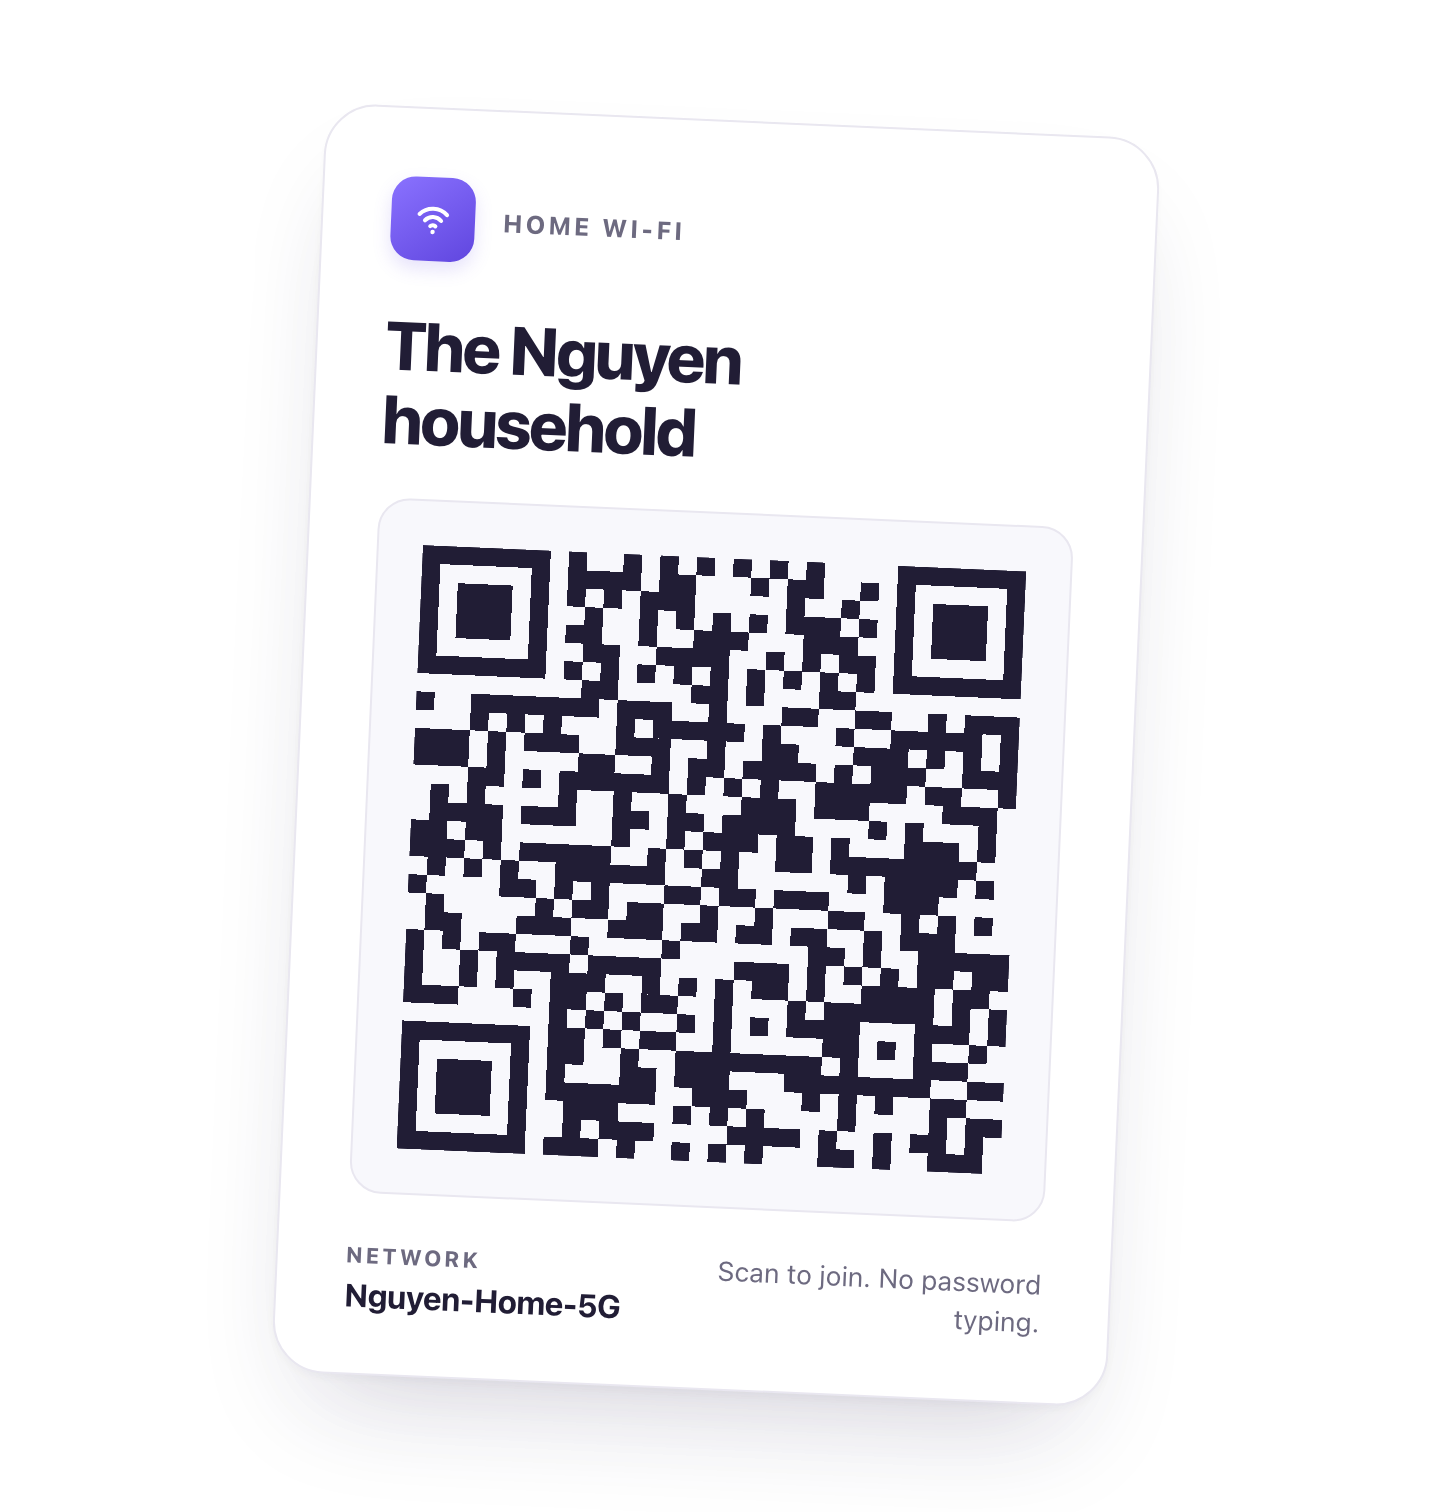 HOME WI-FI
The Nguyen
household
NETWORK
Nguyen-Home-5G
Scan to join. No password
typing.